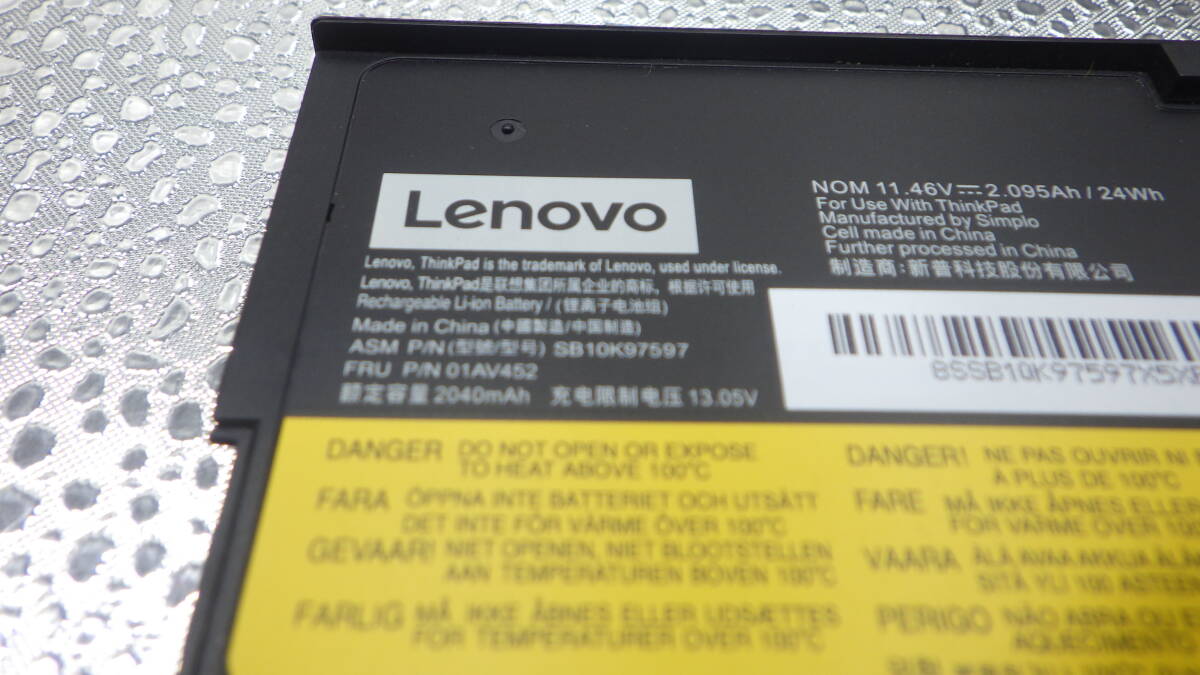 Lenovo
Lenovo, ThinkPad is the trademark of Lenovo, used under license.
Lenovo, ThinkPad是联想集团所属企业的商标，根据许可使用
Rechargeable Li-ion Battery/ (锂离子电池组)
Made in China (中國製造/中国制造)
ASM P/N (型號/型号) SB10K97597
FRU P/N 01AV452
额定容量 2040mAh 充电限制电压 13.05V
NOM 11.46V⎓2.095Ah / 24Wh
For Use With ThinkPad
Manufactured by Simplo
Cell made in China
Further processed in China
制造商:新普科技股份有限公司
8SSB10K97597X5X
DANGER DO NOT OPEN OR EXPOSE
TO HEAT ABOVE 100°C
FARA ÖPPNA INTE BATTERIET OCH UTSÄTT
DET INTE FÖR VÄRME ÖVER 100°C
GEVAAR! NIET OPENEN, NIET BLOOTSTELLEN
AAN TEMPERATUREN BOVEN 100°C
FARLIG MÅ IKKE ÅBNES ELLER UDSÆTTES
FOR TEMPERATURER OVER 100°C
DANGER! NE PAS OUVRIR NI
À PLUS DE 100°C
FARE MÅ IKKE ÅPNES ELLER
FOR VARME OVER 100°
VAARA ÄLÄ AVAA AKKUA ÄLÄ
SITÄ YLI 100 ASTEE
PERIGO NÃO ABRA OU
AQUECIMENTO